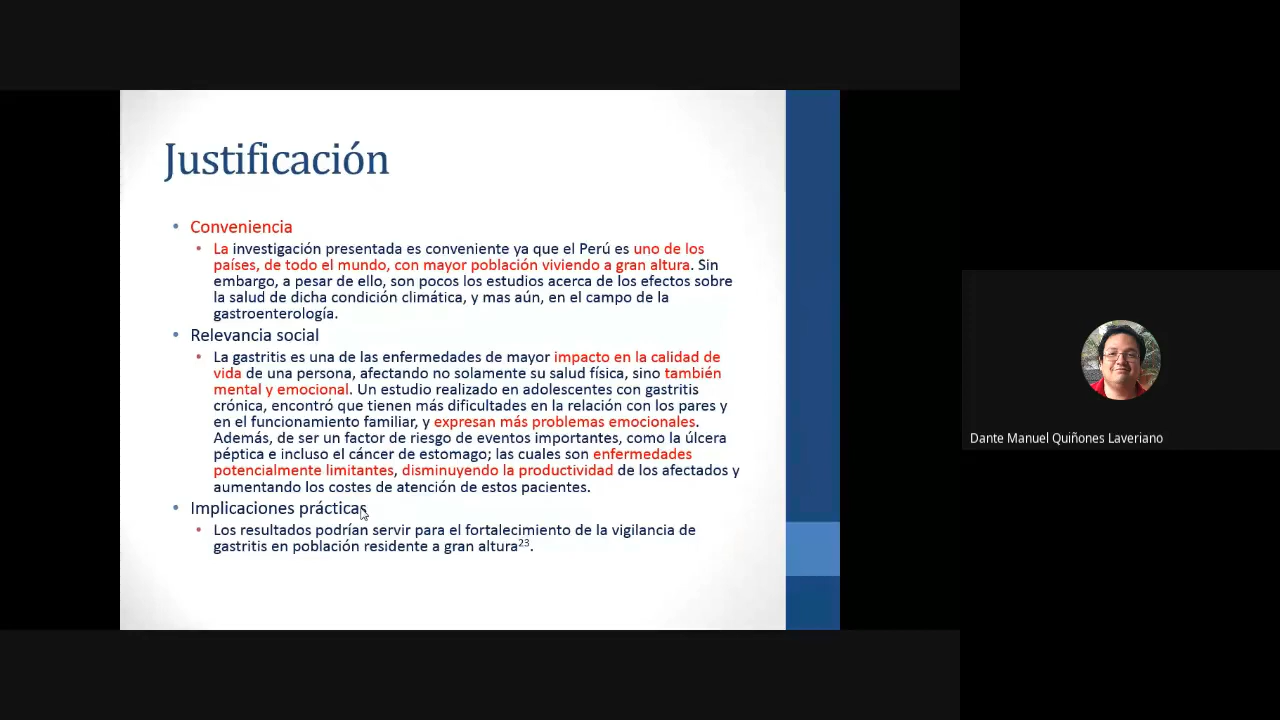 Justificación
• Conveniencia
• La investigación presentada es conveniente ya que el Perú es uno de los
países, de todo el mundo, con mayor población viviendo a gran altura. Sin
embargo, a pesar de ello, son pocos los estudios acerca de los efectos sobre
la salud de dicha condición climática, y mas aún, en el campo de la
gastroenterología.
• Relevancia social
• La gastritis es una de las enfermedades de mayor impacto en la calidad de
vida de una persona, afectando no solamente su salud física, sino también
mental y emocional. Un estudio realizado en adolescentes con gastritis
crónica, encontró que tienen más dificultades en la relación con los pares y
en el funcionamiento familiar, y expresan más problemas emocionales.
Además, de ser un factor de riesgo de eventos importantes, como la úlcera
péptica e incluso el cáncer de estomago; las cuales son enfermedades
potencialmente limitantes, disminuyendo la productividad de los afectados y
aumentando los costes de atención de estos pacientes.
• Implicaciones prácticas
• Los resultados podrían servir para el fortalecimiento de la vigilancia de
gastritis en población residente a gran altura23.
Dante Manuel Quiñones Laveriano